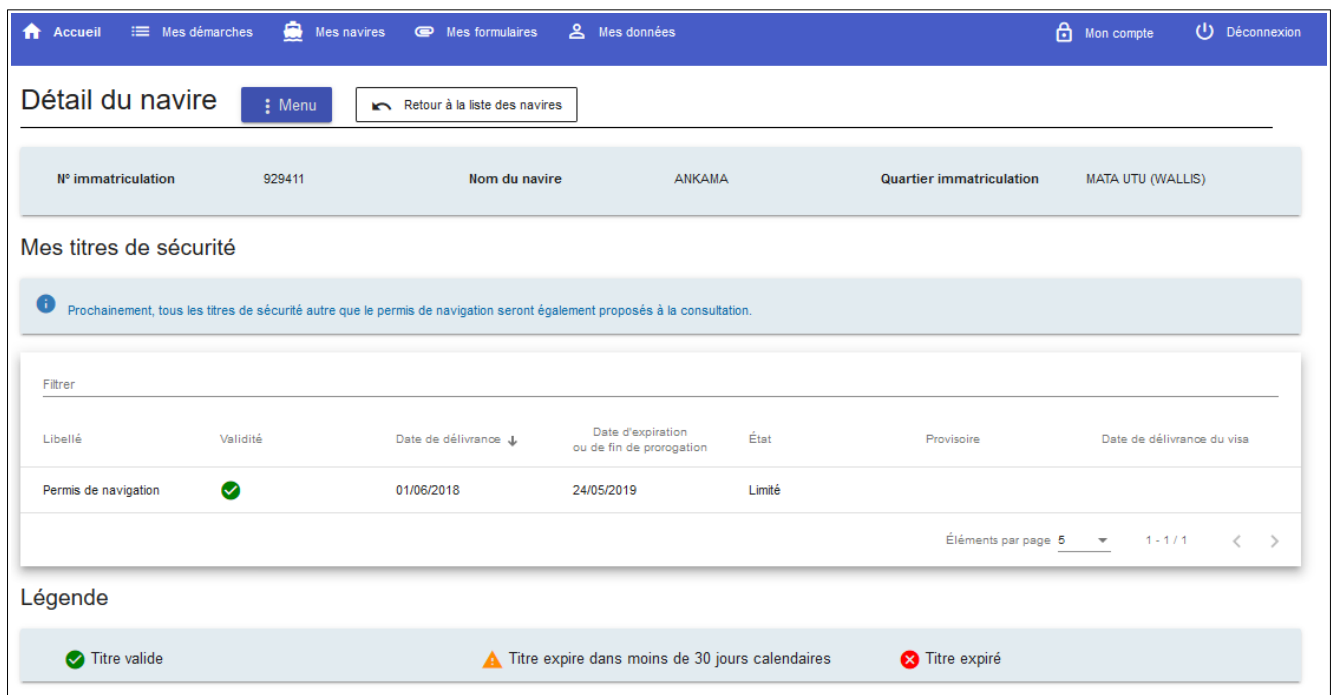 Accueil Mes démarches Mes navires Mes formulaires Mes données Mon compte Déconnexion
Détail du navire Menu Retour à la liste des navires
N° immatriculation 929411 Nom du navire ANKAMA Quartier immatriculation MATA UTU (WALLIS)
Mes titres de sécurité
Prochainement, tous les titres de sécurité autre que le permis de navigation seront également proposés à la consultation.
Filtrer
Libellé Validité Date de délivrance Date d'expiration ou de fin de prorogation État Provisoire Date de délivrance du visa
Permis de navigation 01/06/2018 24/05/2019 Limité
Éléments par page 5 1 - 1 / 1
Légende
Titre valide Titre expire dans moins de 30 jours calendaires Titre expiré